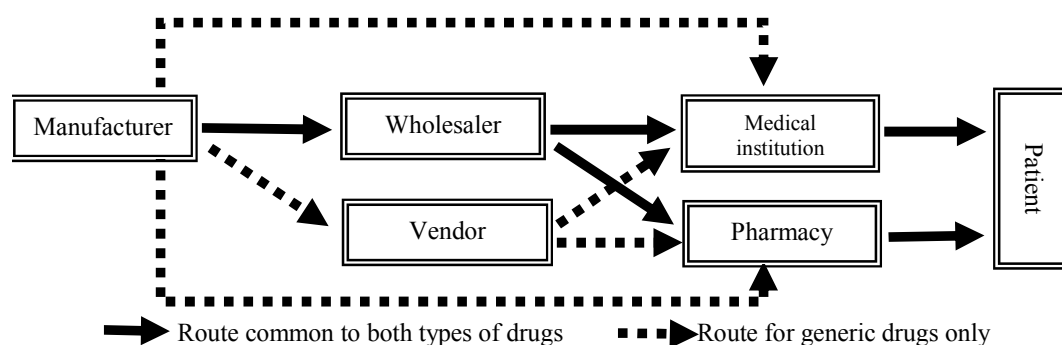 Manufacturer
Wholesaler
Medical
institution
Patient
Vendor
Pharmacy
Route common to both types of drugs
Route for generic drugs only